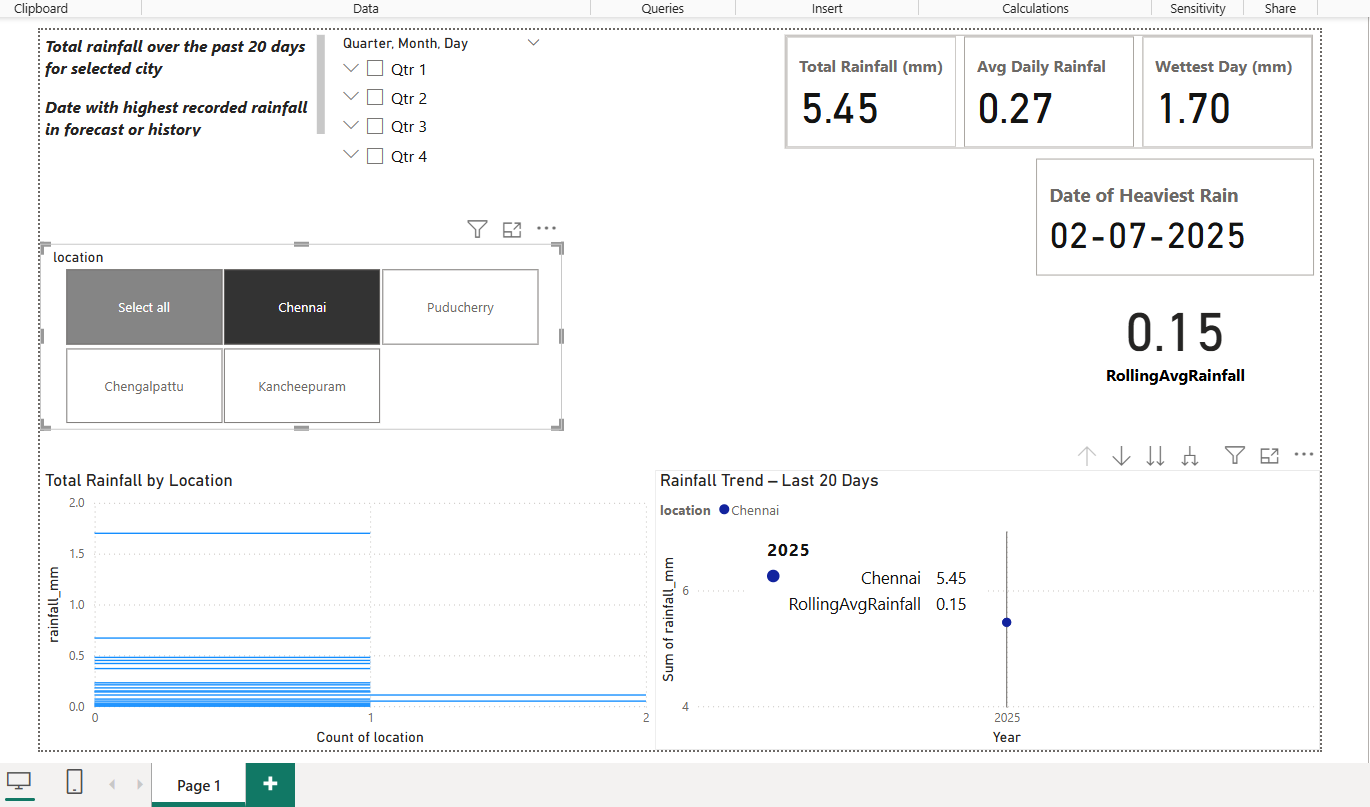 Clipboard
Data
Queries
Insert
Calculations
Sensitivity
Share
Total rainfall over the past 20 days
for selected city
Date with highest recorded rainfall
in forecast or history
Quarter, Month, Day
Qtr 1
Qtr 2
Qtr 3
Qtr 4
Total Rainfall (mm)
5.45
Avg Daily Rainfal
0.27
Wettest Day (mm)
1.70
Date of Heaviest Rain
02-07-2025
0.15
RollingAvgRainfall
location
Select all
Chennai
Puducherry
Chengalpattu
Kancheepuram
Total Rainfall by Location
rainfall_mm
2.0
1.5
1.0
0.5
0.0
0
1
2
Count of location
Rainfall Trend – Last 20 Days
location Chennai
Sum of rainfall_mm
6
4
2025
Chennai 5.45
RollingAvgRainfall 0.15
2025
Year
Page 1
+